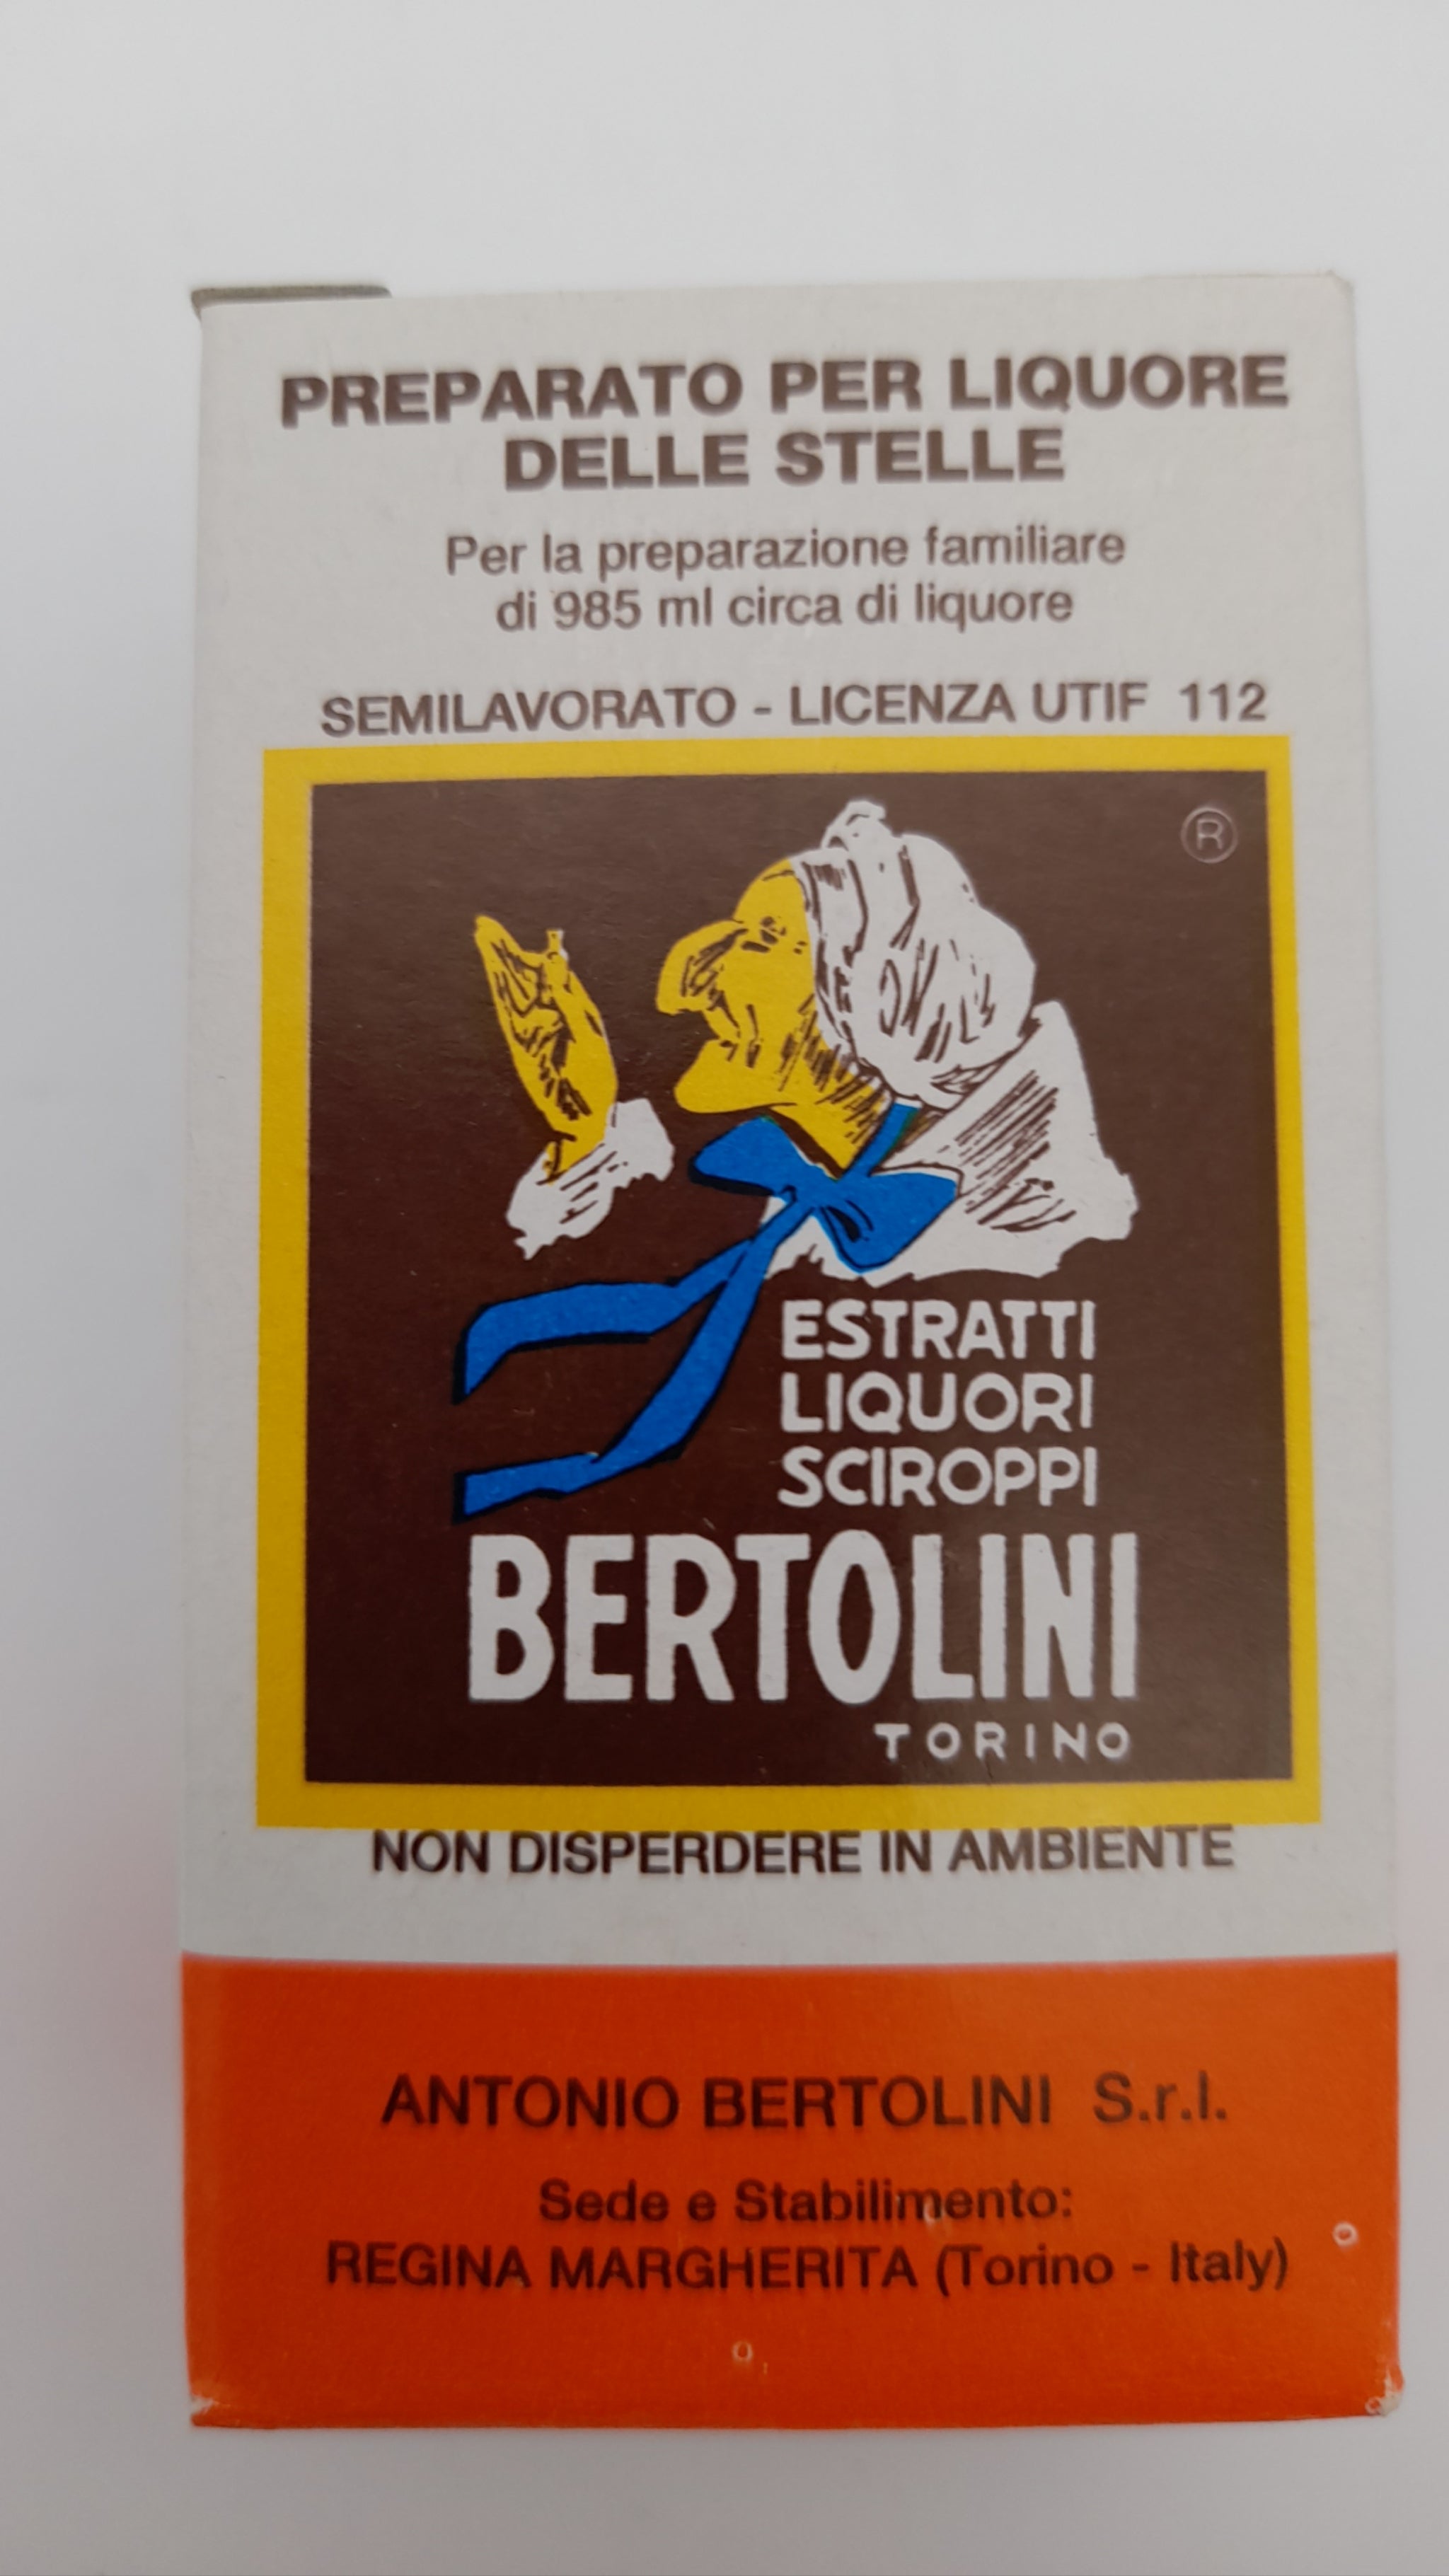 PREPARATO PER LIQUORE
DELLE STELLE
Per la preparazione familiare
di 985 ml circa di liquore
SEMILAVORATO - LICENZA UTIF 112
®
ESTRATTI
LIQUORI
SCIROPPI
BERTOLINI
TORINO
NON DISPERDERE IN AMBIENTE
ANTONIO BERTOLINI S.r.l.
Sede e Stabilimento:
REGINA MARGHERITA (Torino - Italy)